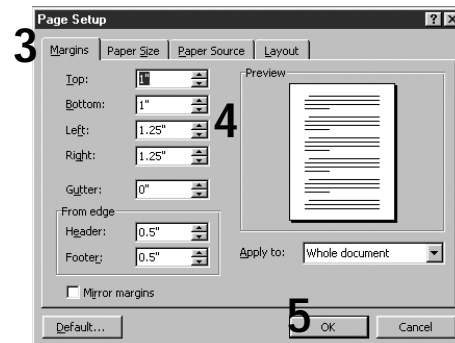 Page Setup
3
Margins Paper Size Paper Source Layout
Top: 1"
Preview
Bottom: 1"
4
Left: 1.25"
Right: 1.25"
Gutter: 0"
From edge
Header: 0.5"
Apply to: Whole document
Footer: 0.5"
Mirror margins
5
Default... OK Cancel